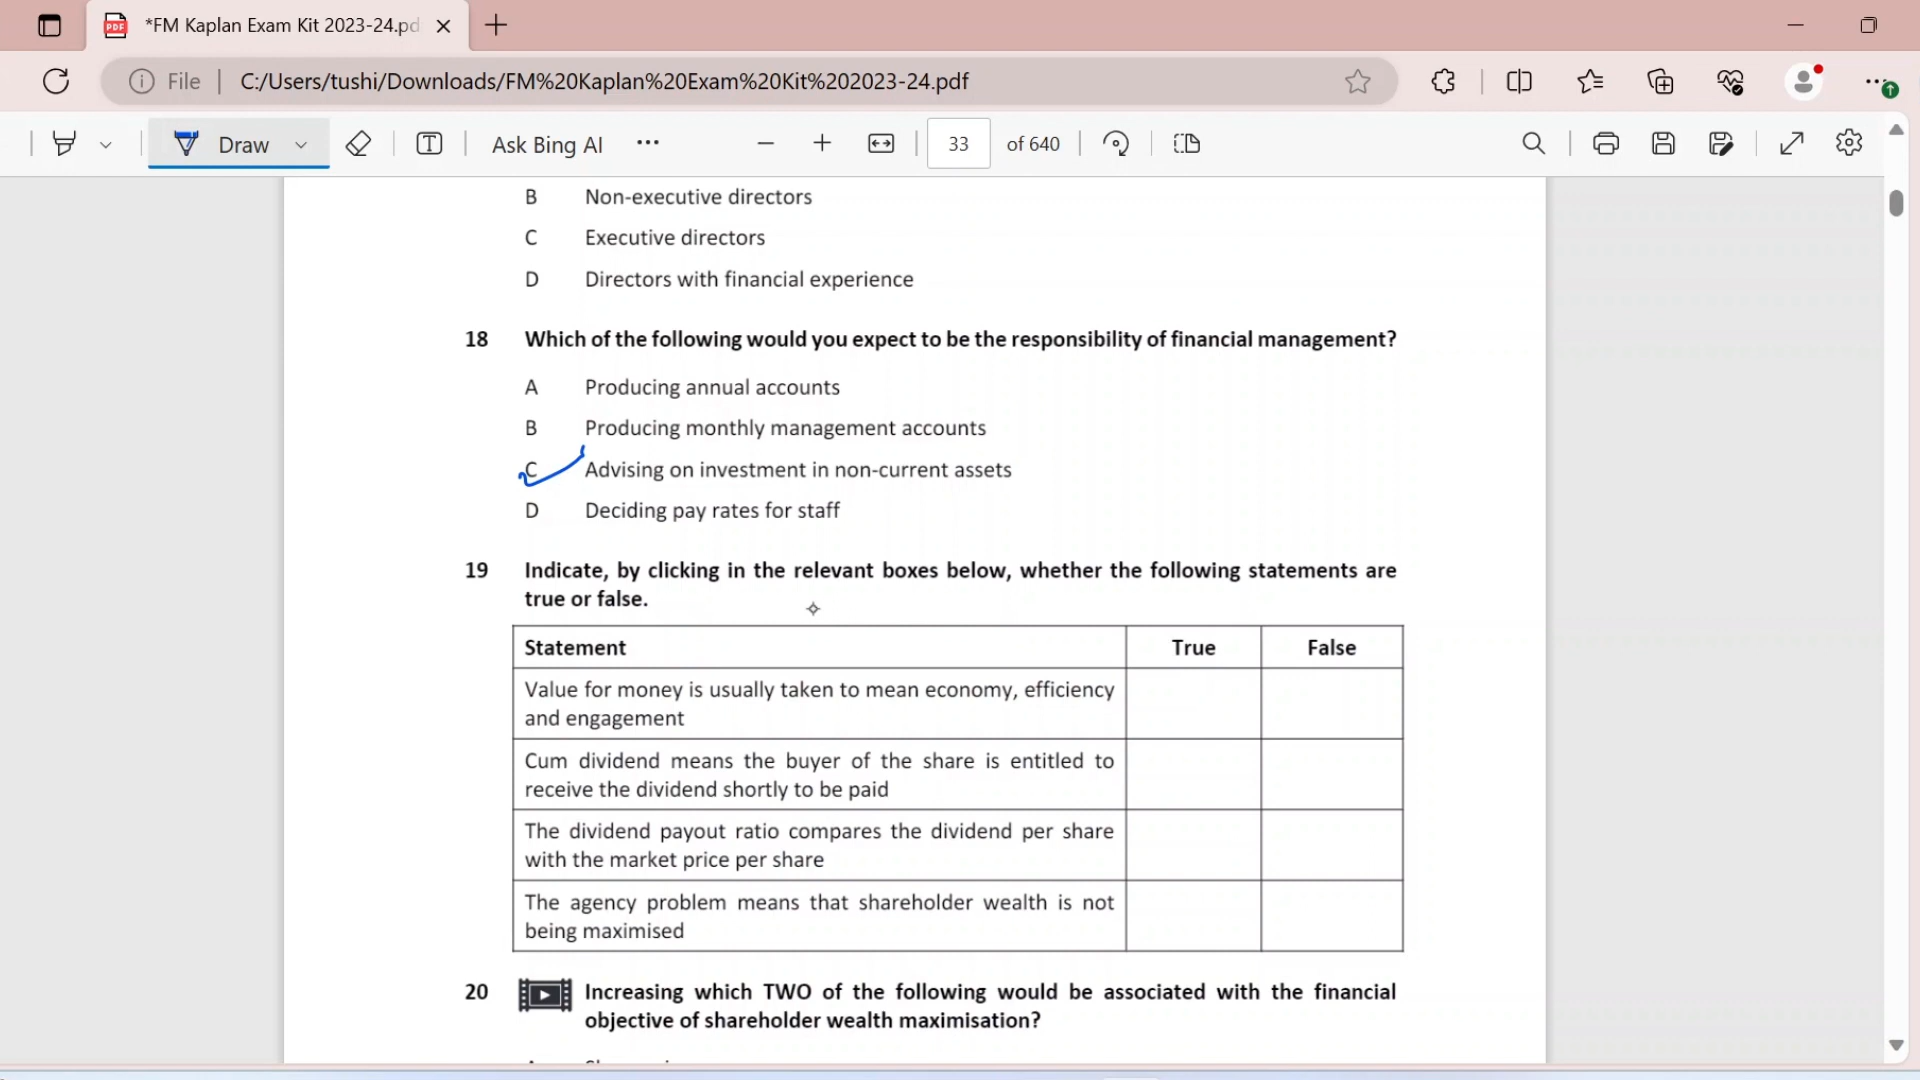 *FM Kaplan Exam Kit 2023-24.pd
File
C:/Users/tushi/Downloads/FM%20Kaplan%20Exam%20Kit%202023-24.pdf
Draw
Ask Bing AI
33
of 640
B Non-executive directors
C Executive directors
D Directors with financial experience
18 Which of the following would you expect to be the responsibility of financial management?
A Producing annual accounts
B Producing monthly management accounts
C Advising on investment in non-current assets
D Deciding pay rates for staff
19 Indicate, by clicking in the relevant boxes below, whether the following statements are
true or false.
Statement True False
Value for money is usually taken to mean economy, efficiency
and engagement
Cum dividend means the buyer of the share is entitled to
receive the dividend shortly to be paid
The dividend payout ratio compares the dividend per share
with the market price per share
The agency problem means that shareholder wealth is not
being maximised
20 Increasing which TWO of the following would be associated with the financial
objective of shareholder wealth maximisation?